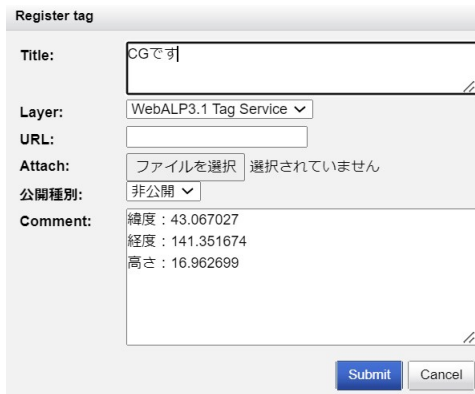 Register tag
Title: CGです
Layer: WebALP3.1 Tag Service
URL:
Attach: ファイルを選択 選択されていません
公開種別: 非公開
Comment: 緯度：43.067027
経度：141.351674
高さ：16.962699
Submit Cancel